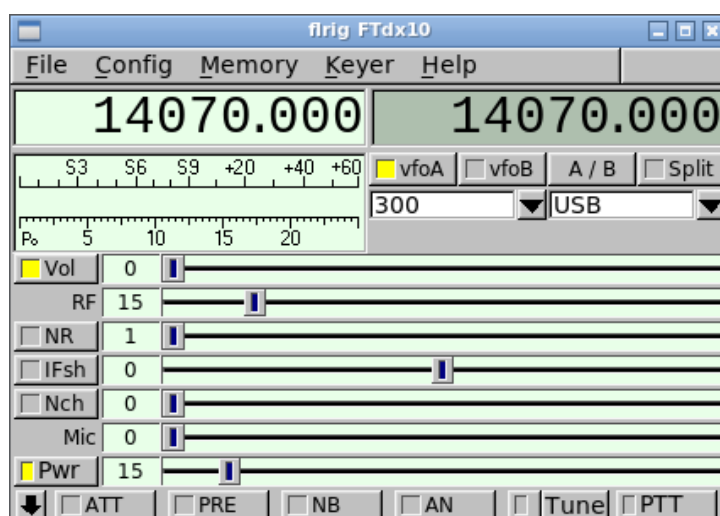 flrig FTdx10
File Config Memory Keyer Help
14070.000 14070.000
S3 S6 S9 +20 +40 +60
vfoA vfoB A / B Split
300 USB
Po 5 10 15 20
Vol 0
RF 15
NR 1
IFsh 0
Nch 0
Mic 0
Pwr 15
ATT PRE NB AN Tune PTT